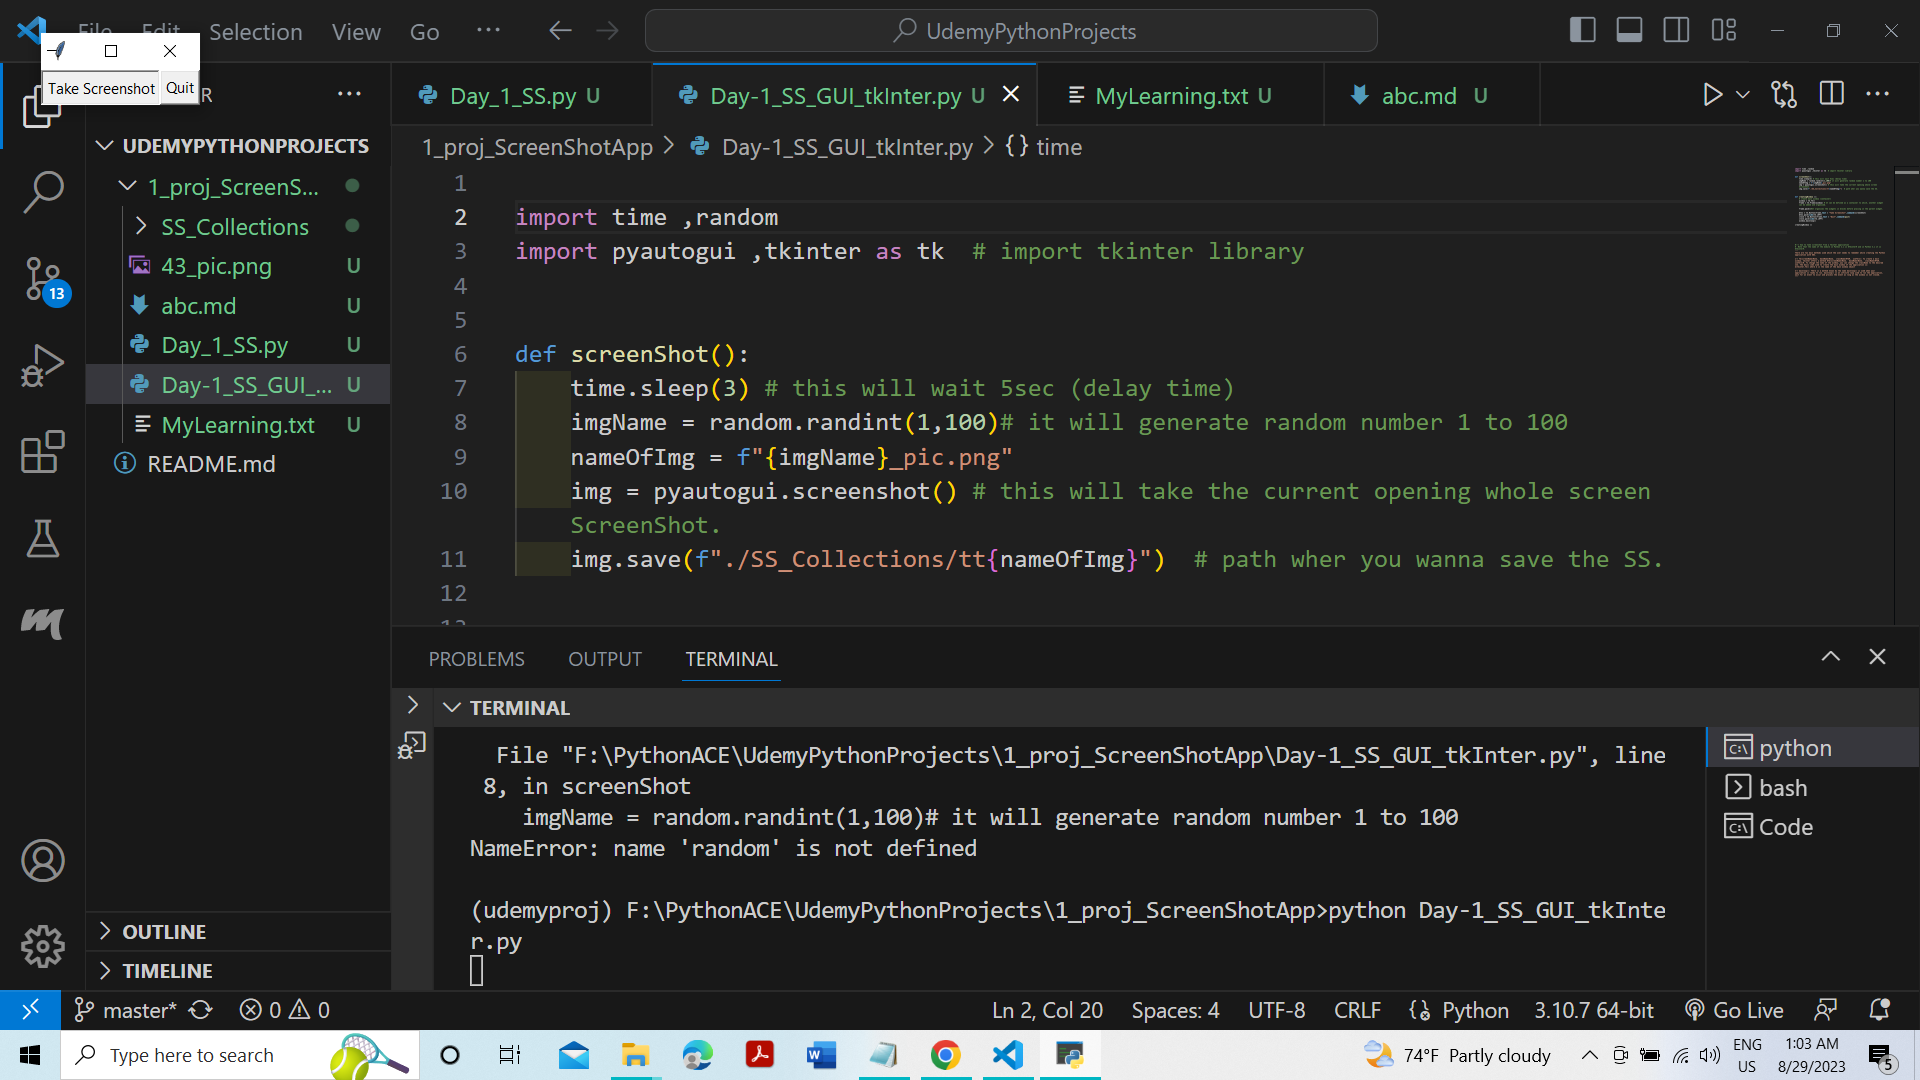 File Edit Selection View Go
UdemyPythonProjects
Take Screenshot Quit
R
Day_1_SS.py U
Day-1_SS_GUI_tkInter.py U
MyLearning.txt U
abc.md U
UDEMYPYTHONPROJECTS
1_proj_ScreenS...
SS_Collections
43_pic.png U
abc.md U
Day_1_SS.py U
Day-1_SS_GUI_... U
MyLearning.txt U
README.md
13
OUTLINE
TIMELINE
1_proj_ScreenShotApp > Day-1_SS_GUI_tkInter.py > {} time
1
2 import time ,random
3 import pyautogui ,tkinter as tk # import tkinter library
4
5
6 def screenShot():
7 time.sleep(3) # this will wait 5sec (delay time)
8 imgName = random.randint(1,100)# it will generate random number 1 to 100
9 nameOfImg = f"{imgName}_pic.png"
10 img = pyautogui.screenshot() # this will take the current opening whole screen
ScreenShot.
11 img.save(f"./SS_Collections/tt{nameOfImg}") # path wher you wanna save the SS.
12
PROBLEMS OUTPUT TERMINAL
TERMINAL
File "F:\PythonACE\UdemyPythonProjects\1_proj_ScreenShotApp\Day-1_SS_GUI_tkInter.py", line
8, in screenShot
imgName = random.randint(1,100)# it will generate random number 1 to 100
NameError: name 'random' is not defined
(udemyproj) F:\PythonACE\UdemyPythonProjects\1_proj_ScreenShotApp>python Day-1_SS_GUI_tkInte
r.py
python
bash
Code
master* 0 0
Ln 2, Col 20 Spaces: 4 UTF-8 CRLF Python 3.10.7 64-bit Go Live
Type here to search
74°F Partly cloudy
ENG
US
1:03 AM
8/29/2023
5